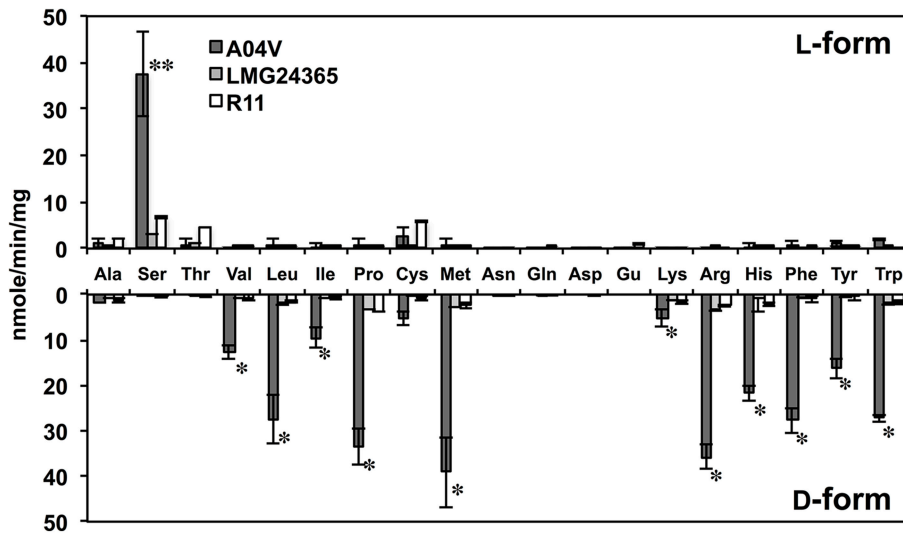 50
40
30
20
10
0
L-form
A04V
LMG24365
R11
**
nmole/min/mg
Ala Ser Thr Val Leu Ile Pro Cys Met Asn Gln Asp Gu Lys Arg His Phe Tyr Trp
0
10
20
30
40
50
* * * * * * * * * * *
D-form